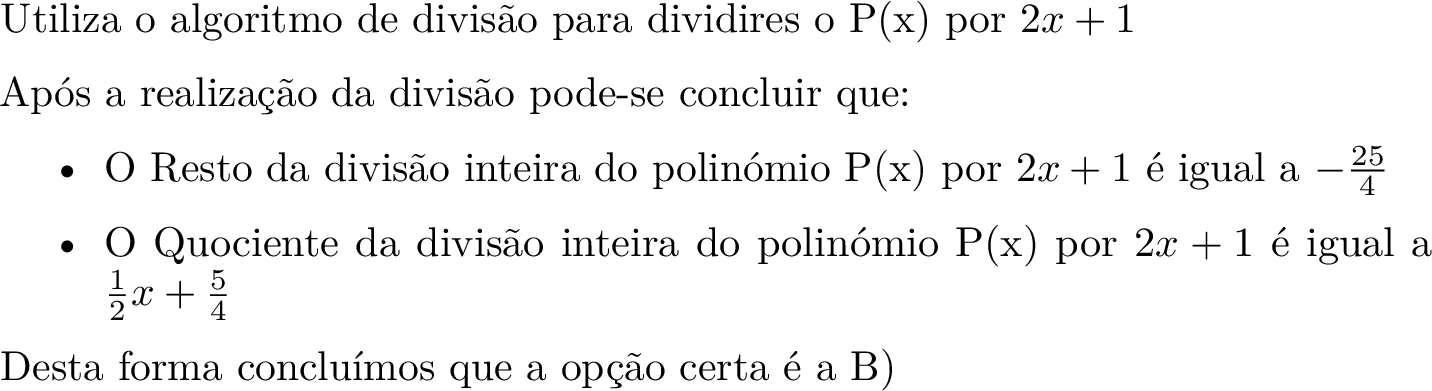 Utiliza o algoritmo de divisão para dividires o P(x) por $2x + 1$
Após a realização da divisão pode-se concluir que:
• O Resto da divisão inteira do polinómio P(x) por $2x + 1$ é igual a $-\frac{25}{4}$
• O Quociente da divisão inteira do polinómio P(x) por $2x + 1$ é igual a
$\frac{1}{2}x + \frac{5}{4}$
Desta forma concluímos que a opção certa é a B)